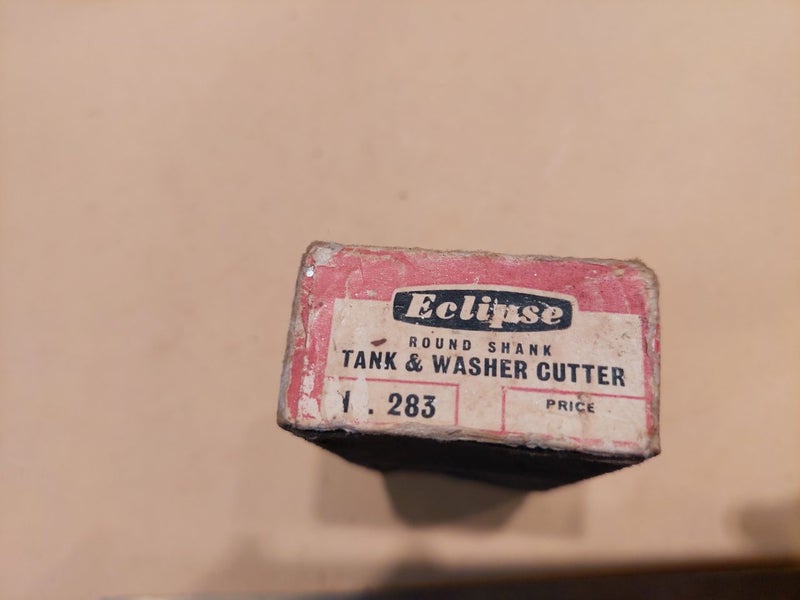 Eclipse
ROUND SHANK
TANK & WASHER CUTTER
. 283
PRICE